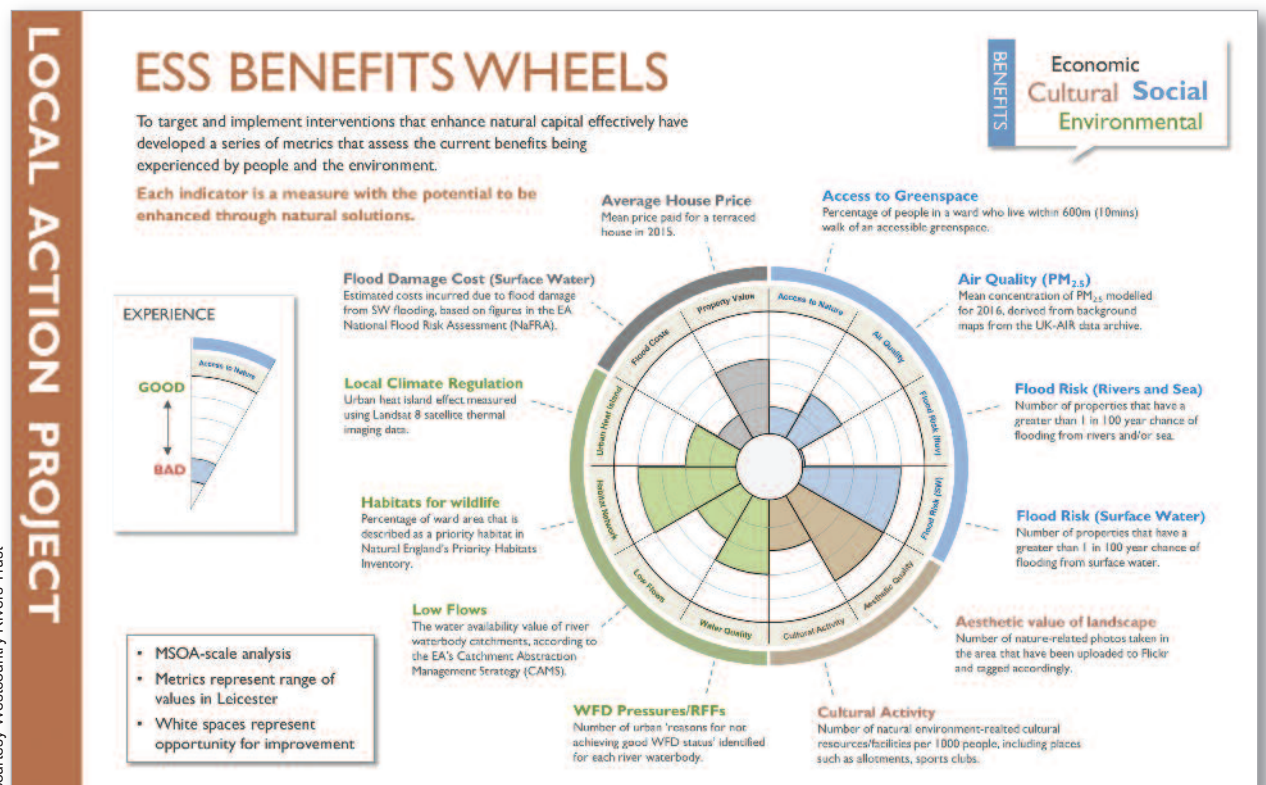 LOCAL ACTION PROJECT
ESS BENEFITS WHEELS
To target and implement interventions that enhance natural capital effectively have
developed a series of metrics that assess the current benefits being
experienced by people and the environment.
Each indicator is a measure with the potential to be
enhanced through natural solutions.
BENEFITS
Economic
Cultural Social
Environmental
Average House Price
Mean price paid for a terraced
house in 2015.
Access to Greenspace
Percentage of people in a ward who live within 600m (10mins)
walk of an accessible greenspace.
Flood Damage Cost (Surface Water)
Estimated costs incurred due to flood damage
from SW flooding, based on figures in the EA
National Flood Risk Assessment (NaFRA).
Air Quality (PM2.5)
Mean concentration of PM2.5 modelled
for 2016, derived from background
maps from the UK-AIR data archive.
EXPERIENCE
Access to Nature
GOOD
BAD
Local Climate Regulation
Urban heat island effect measured
using Landsat 8 satellite thermal
imaging data.
Flood Risk (Rivers and Sea)
Number of properties that have a
greater than 1 in 100 year chance of
flooding from rivers and/or sea.
Habitats for wildlife
Percentage of ward area that is
described as a priority habitat in
Natural England's Priority Habitats
Inventory.
Flood Risk (Surface Water)
Number of properties that have a
greater than 1 in 100 year chance of
flooding from surface water.
Property Value
Access to Nature
Air Quality
Flood Risk (Riv)
Flood Risk (SW)
Aesthetic Quality
Cultural Activity
Water Quality
Low Flows
Habitat Network
Urban Heat Island
Flood Costs
Low Flows
The water availability value of river
waterbody catchments, according to
the EA's Catchment Abstraction
Management Strategy (CAMS).
Aesthetic value of landscape
Number of nature-related photos taken in
the area that have been uploaded to Flickr
and tagged accordingly.
• MSOA-scale analysis
• Metrics represent range of
values in Leicester
• White spaces represent
opportunity for improvement
WFD Pressures/RFFs
Number of urban 'reasons for not
achieving good WFD status' identified
for each river waterbody.
Cultural Activity
Number of natural environment-realted cultural
resources/facilities per 1000 people, including places
such as allotments, sports clubs.
Westcountry Rivers Trust